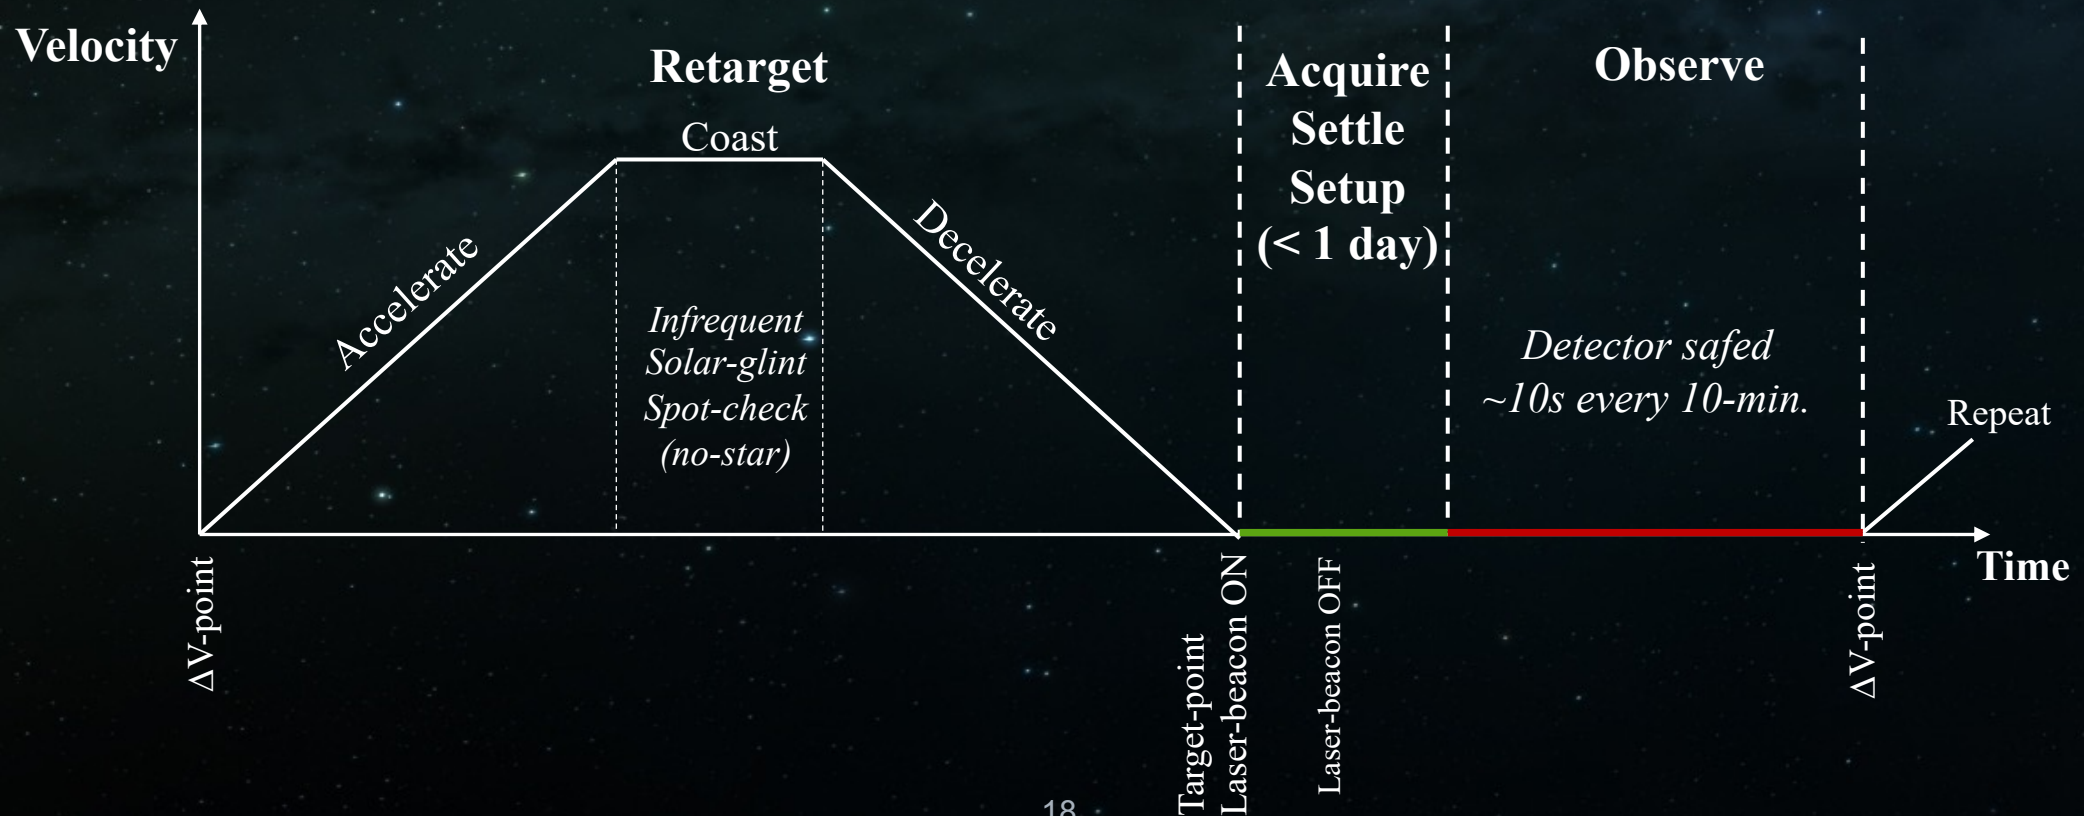 Velocity
Retarget
Coast
Accelerate
Decelerate
Infrequent
Solar-glint
Spot-check
(no-star)
Acquire
Settle
Setup
(< 1 day)
Observe
Detector safed
~10s every 10-min.
Repeat
Time
ΔV-point
Target-point
Laser-beacon ON
Laser-beacon OFF
ΔV-point
18